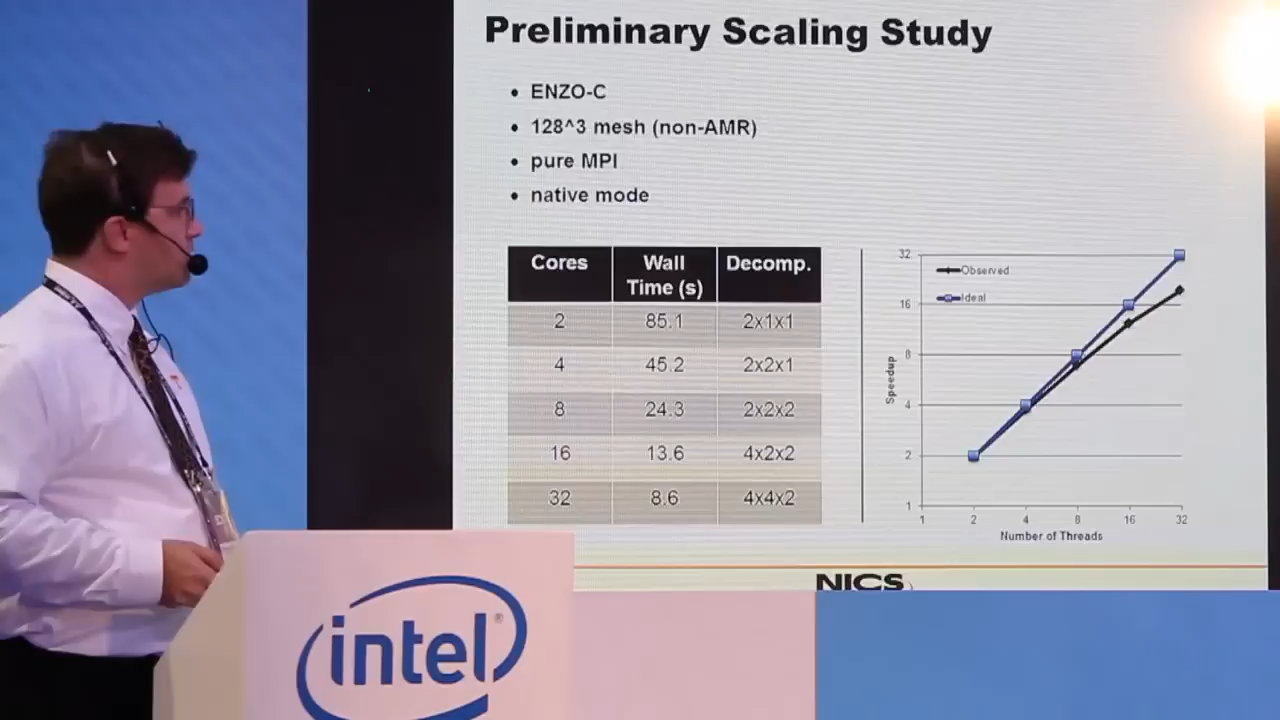 Preliminary Scaling Study
• ENZO-C
• 128^3 mesh (non-AMR)
• pure MPI
• native mode
Cores Wall Time (s) Decomp.
2 85.1 2x1x1
4 45.2 2x2x1
8 24.3 2x2x2
16 13.6 4x2x2
32 8.6 4x4x2
Speedup
32
16
8
4
2
1
Observed
Ideal
1 2 4 8 16 32
Number of Threads
NICS
intel®